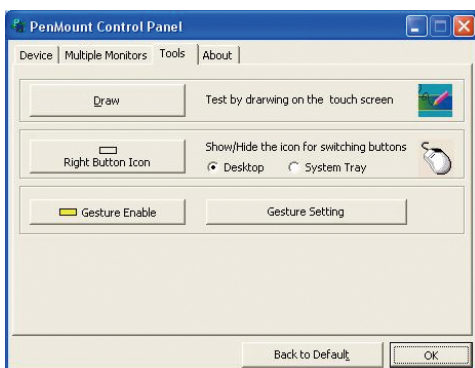 PenMount Control Panel
Device Multiple Monitors Tools About
Draw Test by drarwing on the touch screen
Show/Hide the icon for switching buttons
Right Button Icon Desktop System Tray
Gesture Enable Gesture Setting
Back to Default OK